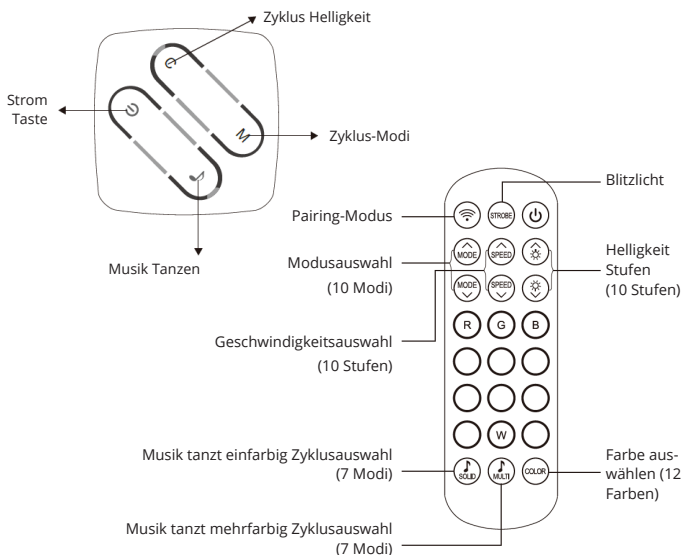 Zyklus Helligkeit
C
Strom
Taste
M
Zyklus-Modi
Musik Tanzen
Blitzlicht
Pairing-Modus
STROBE
Modusauswahl
(10 Modi)
MODE
SPEED
Helligkeit
Stufen
(10 Stufen)
MODE
SPEED
Geschwindigkeitsauswahl
(10 Stufen)
R
G
B
W
Musik tanzt einfarbig Zyklusauswahl
(7 Modi)
SOLID
MULTI
COLOR
Farbe aus-
wählen (12
Farben)
Musik tanzt mehrfarbig Zyklusauswahl
(7 Modi)